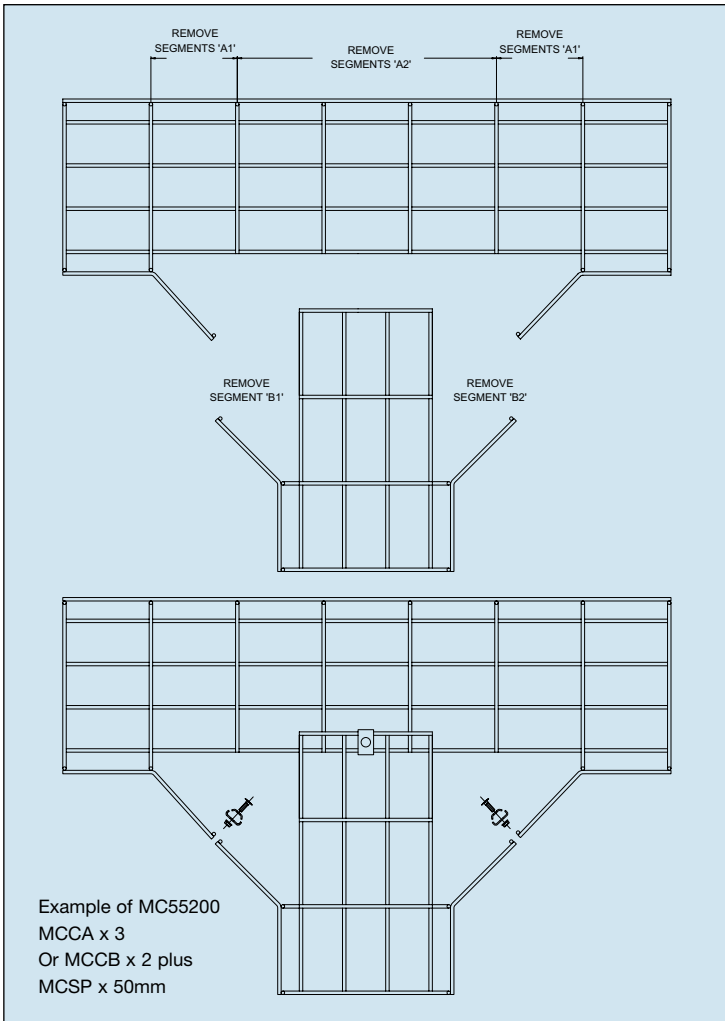 REMOVE
SEGMENTS 'A1'
REMOVE
SEGMENTS 'A2'
REMOVE
SEGMENTS 'A1'
REMOVE
SEGMENT 'B1'
REMOVE
SEGMENT 'B2'
Example of MC55200
MCCA x 3
Or MCCB x 2 plus
MCSP x 50mm